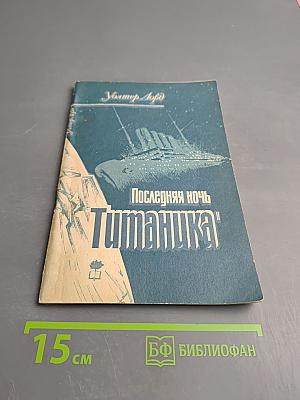 Уолтер Лорд
Последняя ночь
"Титаника"
15 см
БФ БИБЛИОФАН